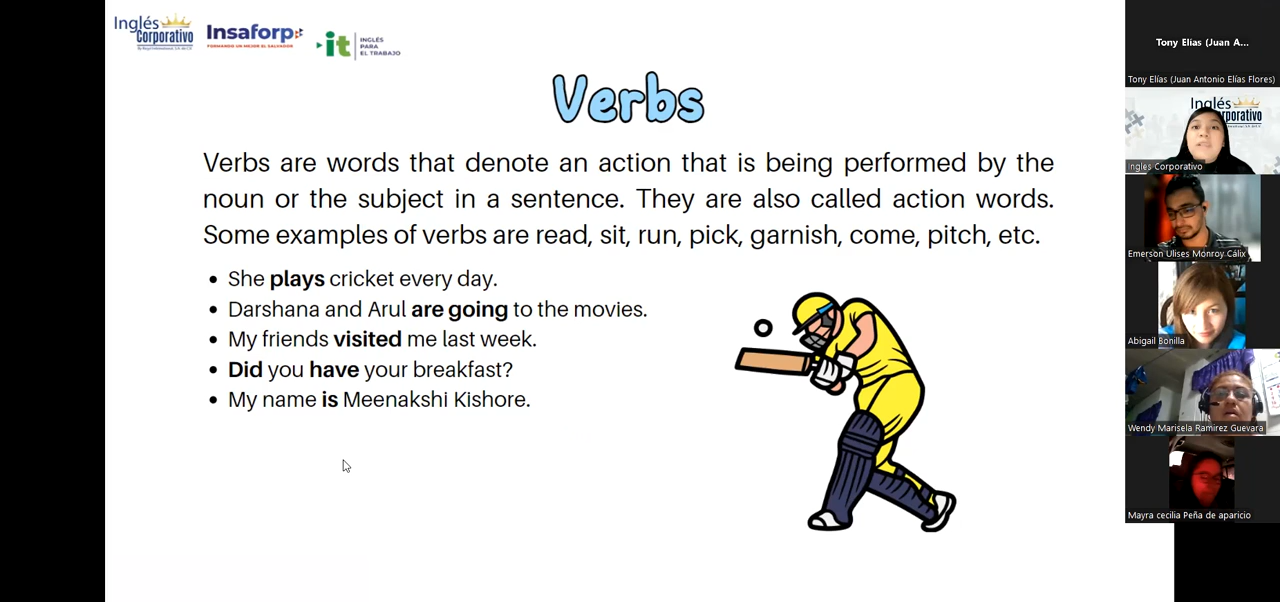 Inglés
Corporativo
Insaforp
FORMANDO UN MEJOR EL SALVADOR
it
INGLÉS
PARA
EL TRABAJO
Verbs
Verbs are words that denote an action that is being performed by the
noun or the subject in a sentence. They are also called action words.
Some examples of verbs are read, sit, run, pick, garnish, come, pitch, etc.
She plays cricket every day.
Darshana and Arul are going to the movies.
My friends visited me last week.
Did you have your breakfast?
My name is Meenakshi Kishore.
Tony Elías (Juan A...
Tony Elías (Juan Antonio Elías Flores)
Inglés
rporativo
Ingles Corporativo
Emerson Ulises Monroy Cálix
Abigail Bonilla
Wendy Marisela Ramirez Guevara
Mayra cecilia Peña de aparicio